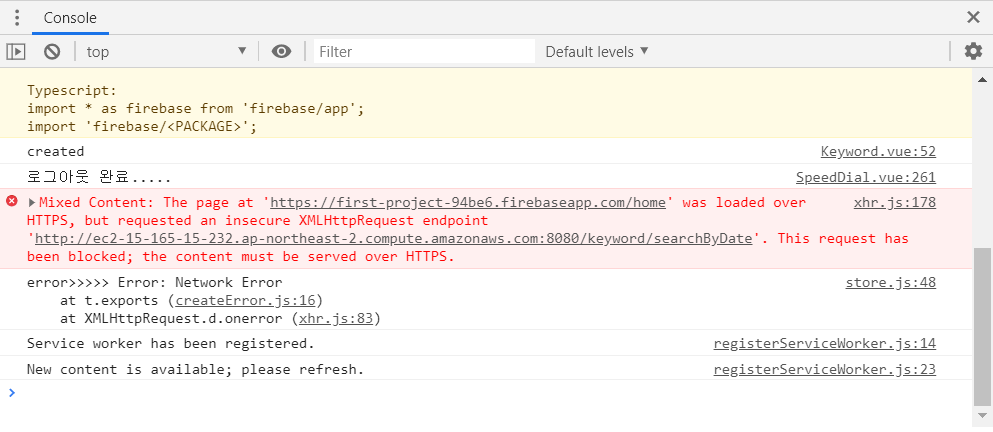 Console
top
Filter
Default levels
Typescript:
import * as firebase from 'firebase/app';
import 'firebase/<PACKAGE>';
created Keyword.vue:52
로그아웃 완료..... SpeedDial.vue:261
Mixed Content: The page at 'https://first-project-94be6.firebaseapp.com/home' was loaded over xhr.js:178
HTTPS, but requested an insecure XMLHttpRequest endpoint
'http://ec2-15-165-15-232.ap-northeast-2.compute.amazonaws.com:8080/keyword/searchByDate'. This request has
been blocked; the content must be served over HTTPS.
error>>>>> Error: Network Error store.js:48
at t.exports (createError.js:16)
at XMLHttpRequest.d.onerror (xhr.js:83)
Service worker has been registered. registerServiceWorker.js:14
New content is available; please refresh. registerServiceWorker.js:23